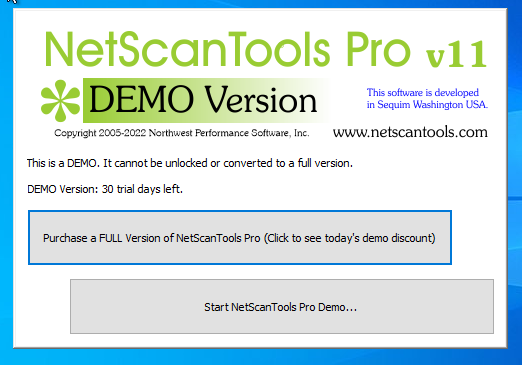 NetScanTools Pro v11
DEMO Version
This software is developed
in Sequim Washington USA.
Copyright 2005-2022 Northwest Performance Software, Inc.
www.netscantools.com
This is a DEMO. It cannot be unlocked or converted to a full version.
DEMO Version: 30 trial days left.
Purchase a FULL Version of NetScanTools Pro (Click to see today's demo discount)
Start NetScanTools Pro Demo...